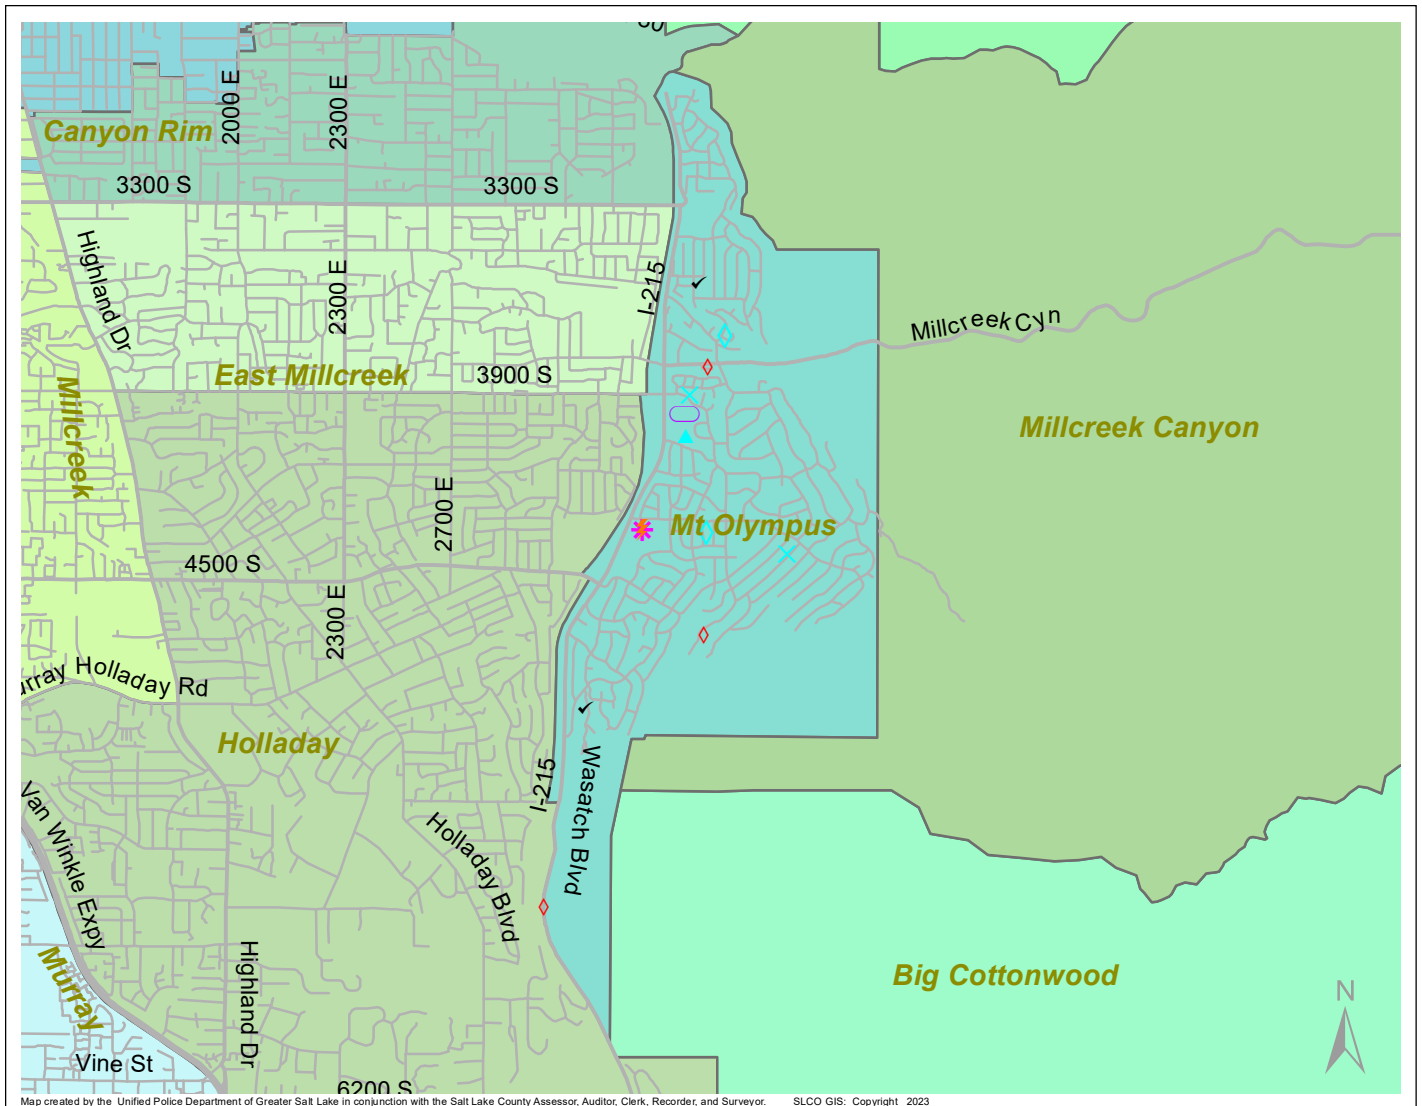 Canyon Rim
2000 E
2300 E
3300 S
3300 S
Highland Dr
2300 E
I-215
Millcreek Cyn
East Millcreek
3900 S
Millcreek
Millcreek Canyon
2700 E
Mt Olympus
4500 S
2300 E
Holladay Rd
Holladay
I-215
Wasatch Blvd
Van Winkle Expy
Holladay Blvd
Murray
Highland Dr
Big Cottonwood
N
Vine St
6200 S
Map created by the Unified Police Department of Greater Salt Lake in conjunction with the Salt Lake County Assessor, Auditor, Clerk, Recorder, and Surveyor. SLCO GIS: Copyright 2023